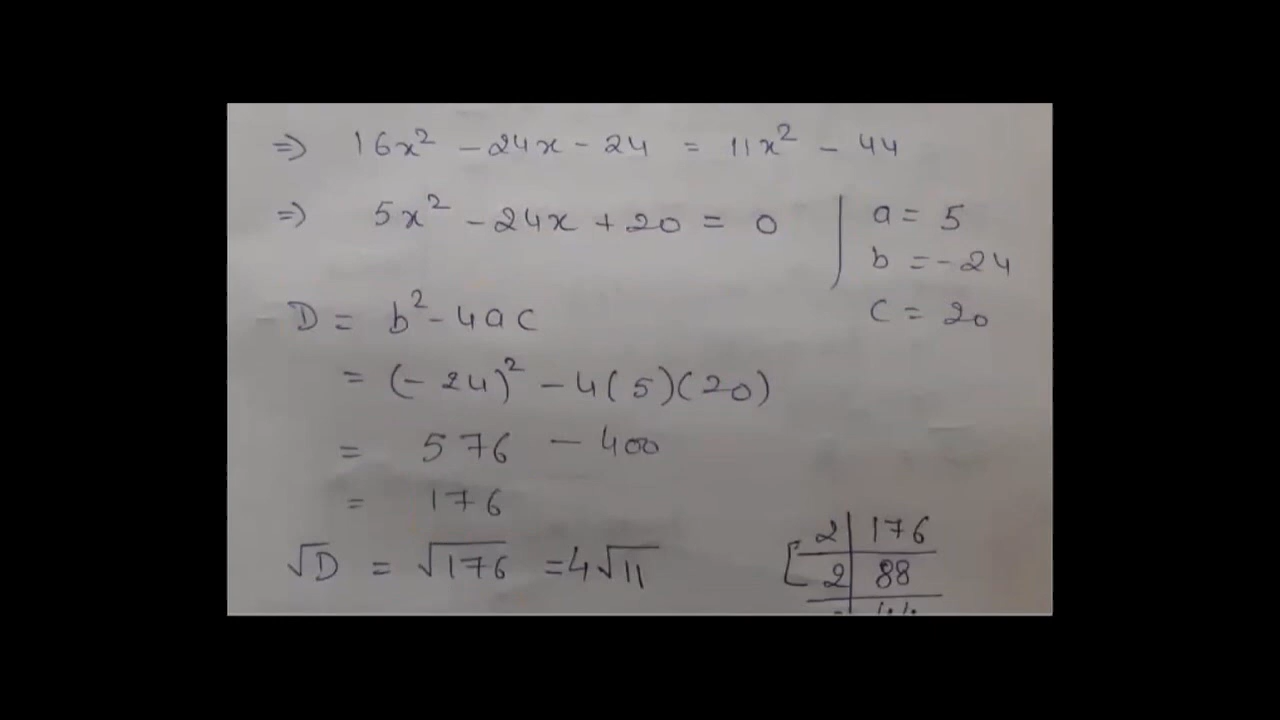 ⇒ 16x² - 24x - 24 = 11x² - 44
⇒ 5x² - 24x + 20 = 0
a = 5
b = -24
c = 20
D = b² - 4ac
= (-24)² - 4(5)(20)
= 576 - 400
= 176
√D = √176 = 4√11
2 | 176
2 | 88